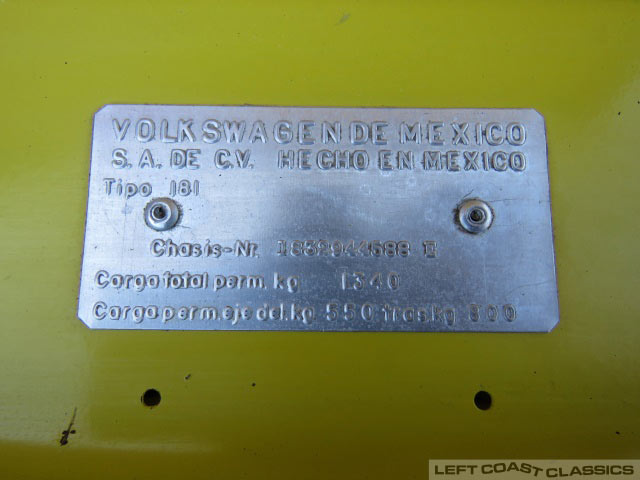 VOLKSWAGEN DE MEXICO
S.A. DE C.V. HECHO EN MEXICO
Tipo 181
Chasis-Nr.
Carga total perm. kg 1340
Carga perm. eje del. kg 550 tras. kg 800
LEFT COAST CLASSICS